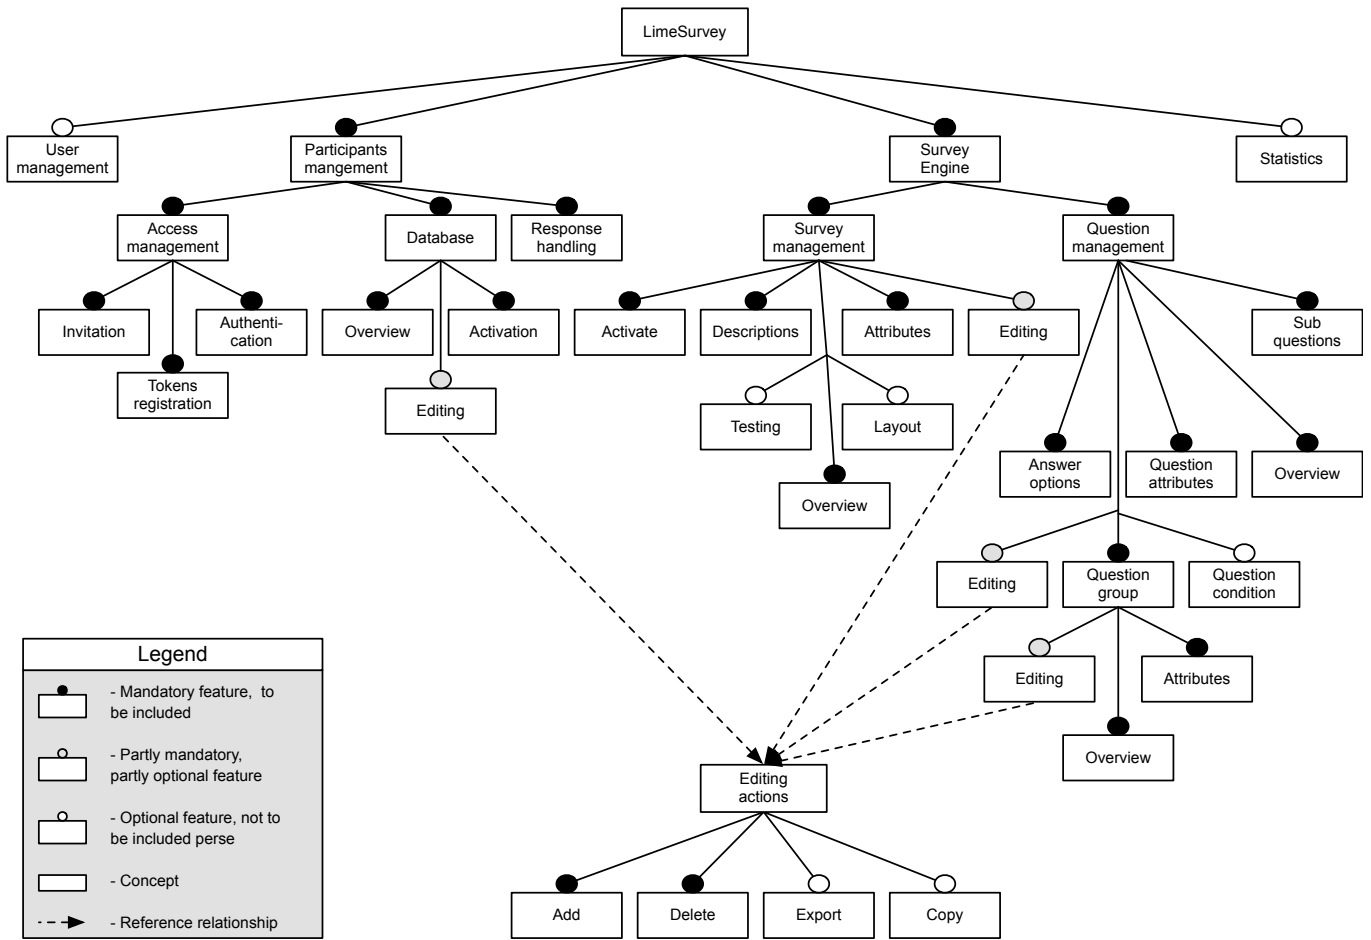 LimeSurvey
User
management
Participants
mangement
Survey
Engine
Statistics
Access
management
Database
Response
handling
Survey
management
Question
management
Invitation
Authenti-
cation
Overview
Activation
Activate
Descriptions
Attributes
Editing
Sub
questions
Tokens
registration
Editing
Testing
Layout
Answer
options
Question
attributes
Overview
Overview
Editing
Question
group
Question
condition
Editing
Attributes
Overview
Editing
actions
Add
Delete
Export
Copy
Legend
- Mandatory feature, to
be included
- Partly mandatory,
partly optional feature
- Optional feature, not to
be included perse
- Concept
- Reference relationship